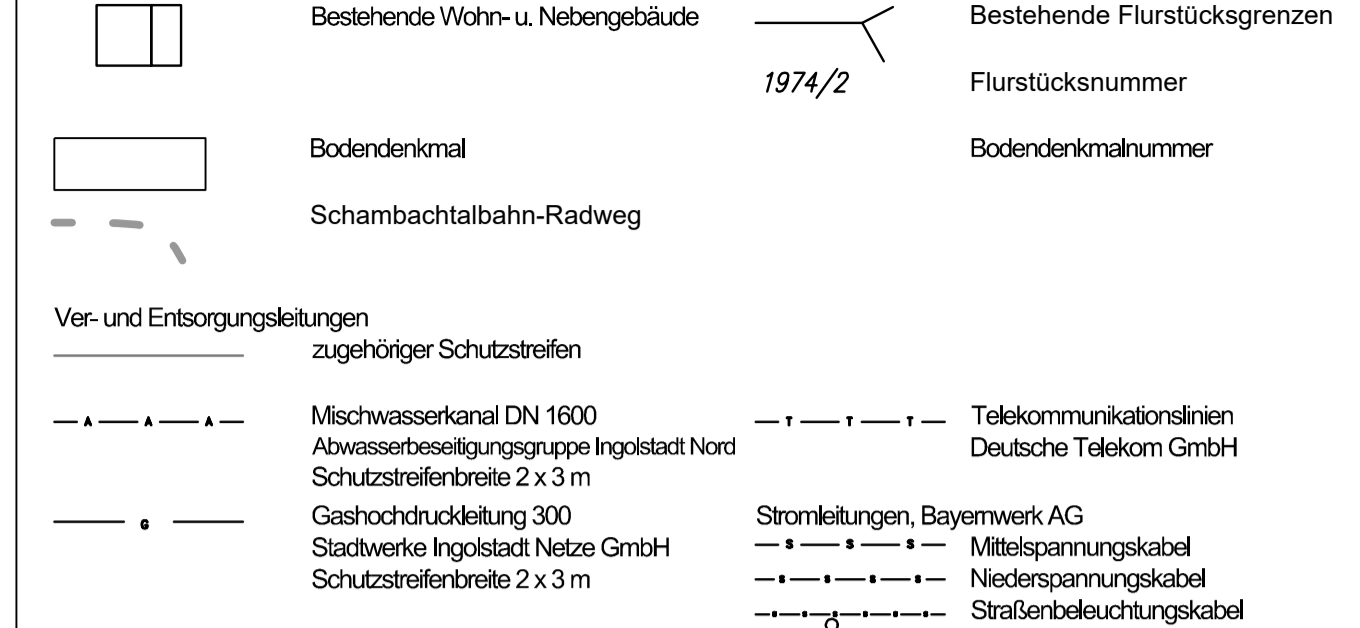 Bestehende Wohn- u. Nebengebäude
Bestehende Flurstücksgrenzen
1974/2
Flurstücksnummer
Bodendenkmal
Bodendenkmalnummer
Schambachtalbahn-Radweg
Ver- und Entsorgungsleitungen
zugehöriger Schutzstreifen
A A A
Mischwasserkanal DN 1600
Abwasserbeseitigungsgruppe Ingolstadt Nord
Schutzstreifenbreite 2 x 3 m
T T T
Telekommunikationslinien
Deutsche Telekom GmbH
G
Gashochdruckleitung 300
Stadtwerke Ingolstadt Netze GmbH
Schutzstreifenbreite 2 x 3 m
Stromleitungen, Bayernwerk AG
S S S
Mittelspannungskabel
S S S S
Niederspannungskabel
Straßenbeleuchtungskabel